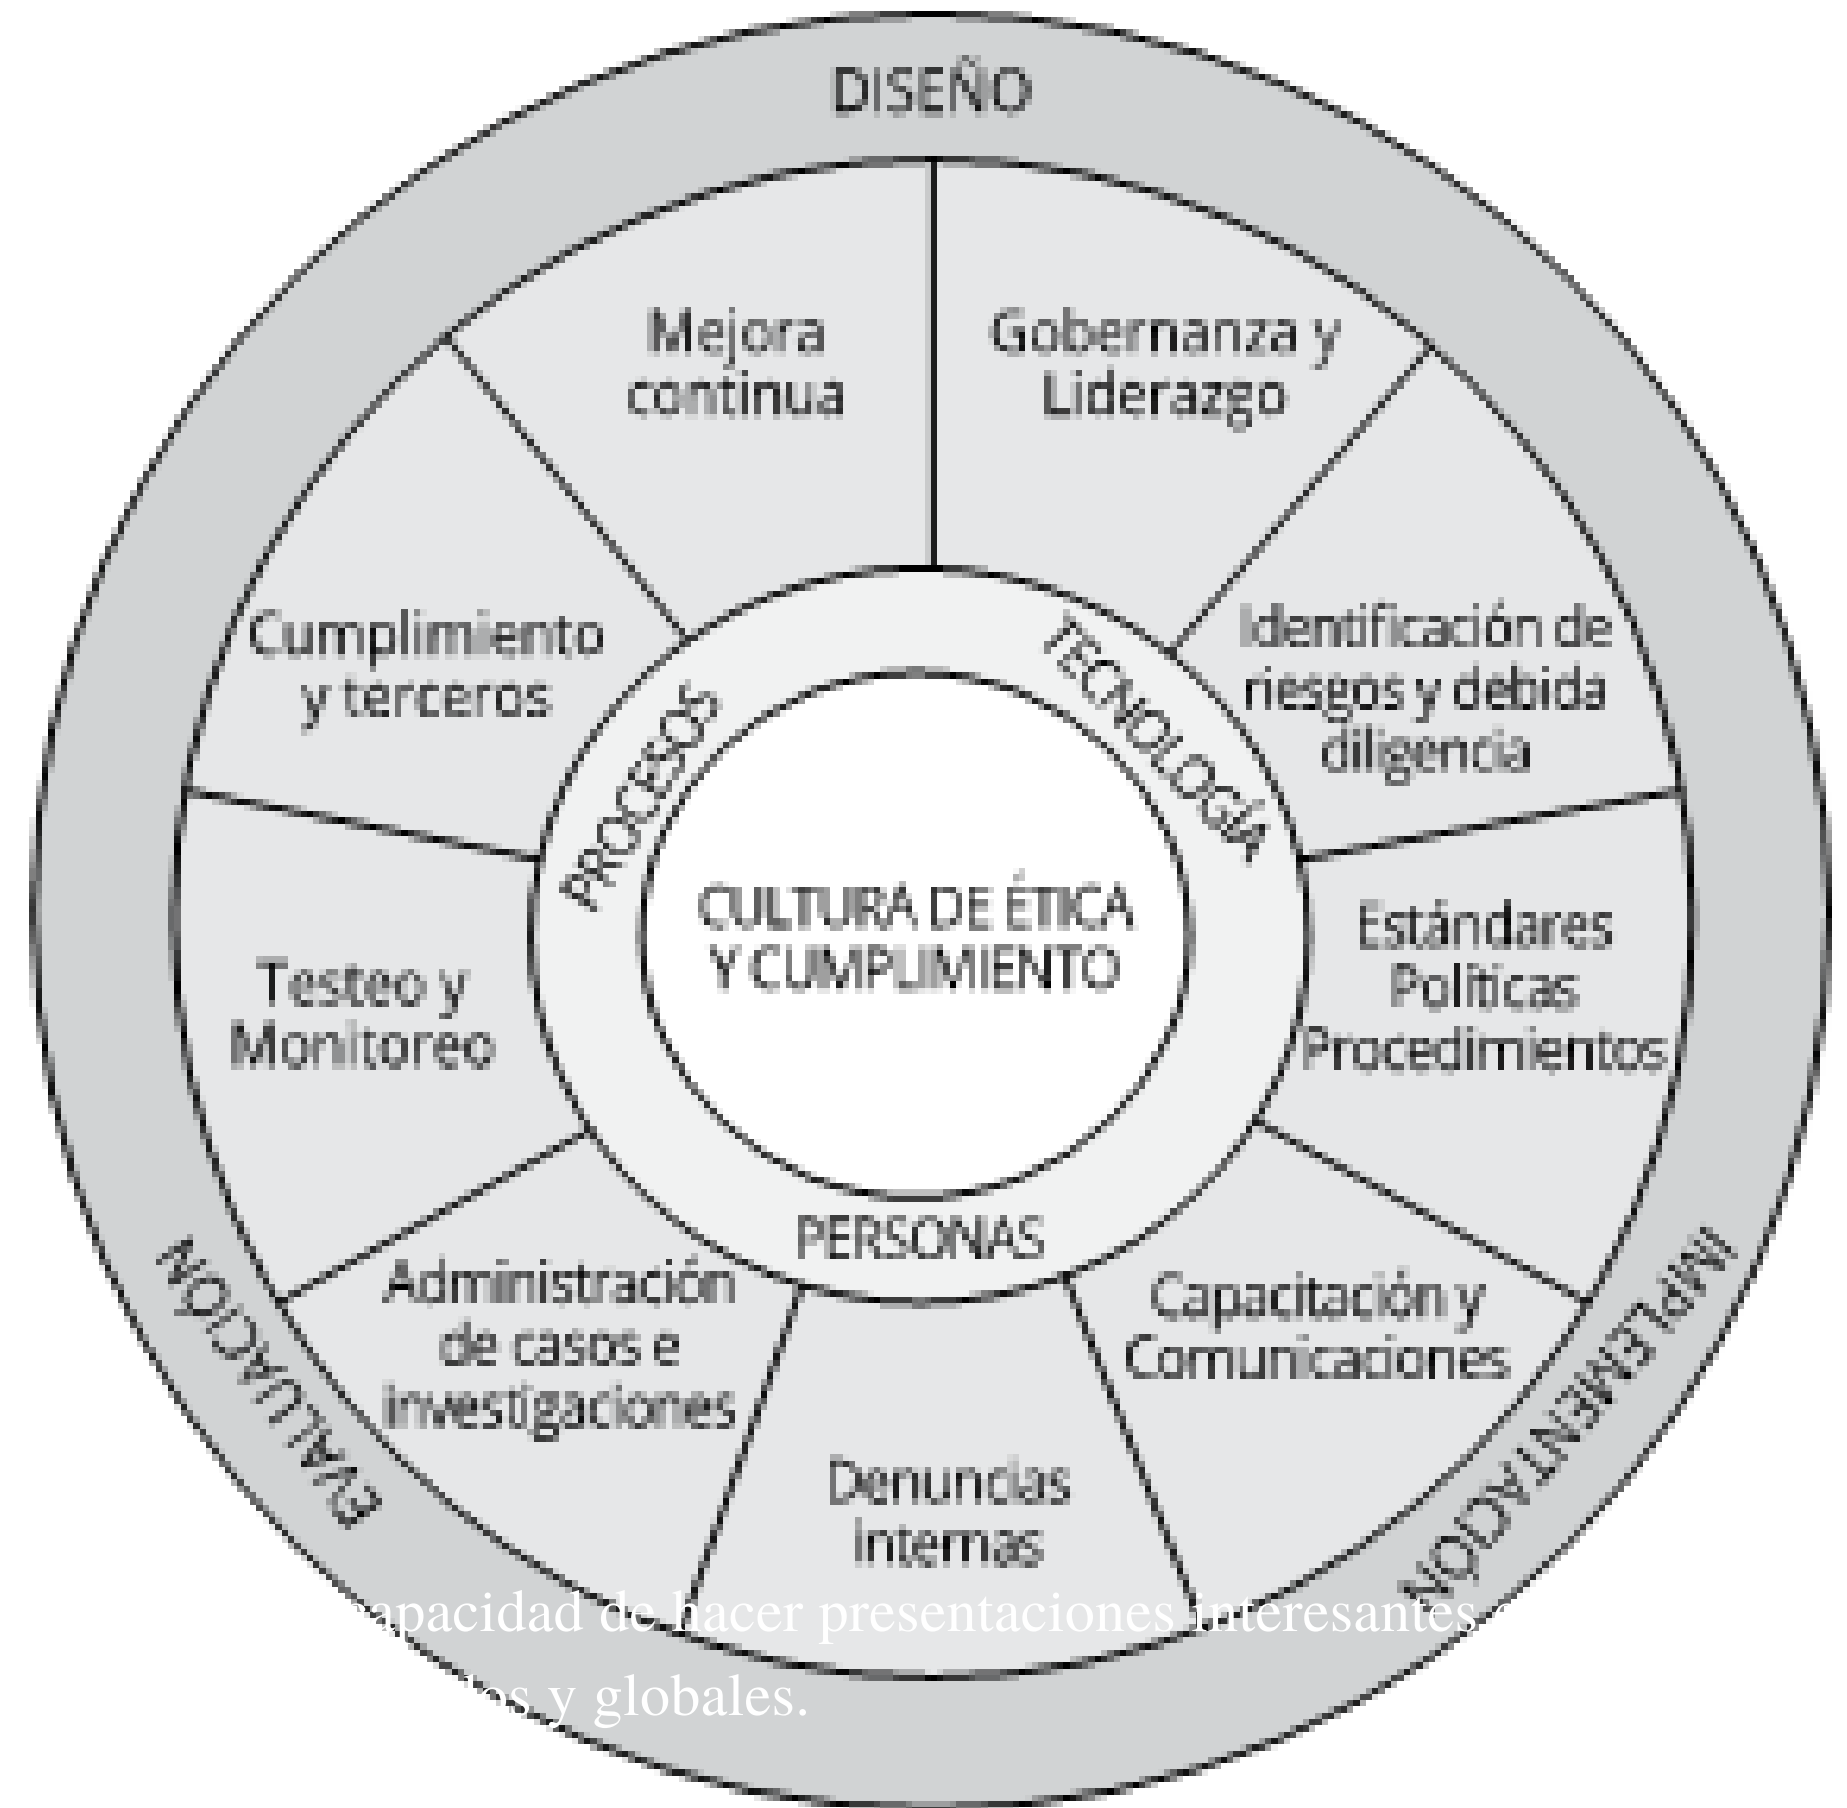 DISEÑO
Mejora
continua
Gobernanza y
Liderazgo
Cumplimiento
y terceros
Identificación de
riesgos y debida
diligencia
PROCESOS
TECNOLOGÍA
CULTURA DE ÉTICA
Y CUMPLIMIENTO
Estándares
Políticas
Procedimientos
Testeo y
Monitoreo
PERSONAS
Administración
de casos e
investigaciones
Capacitación y
Comunicaciones
Denuncias
internas
EVALUACIÓN
IMPLEMENTACIÓN
de hacer presentaciones interesantes
y globales.